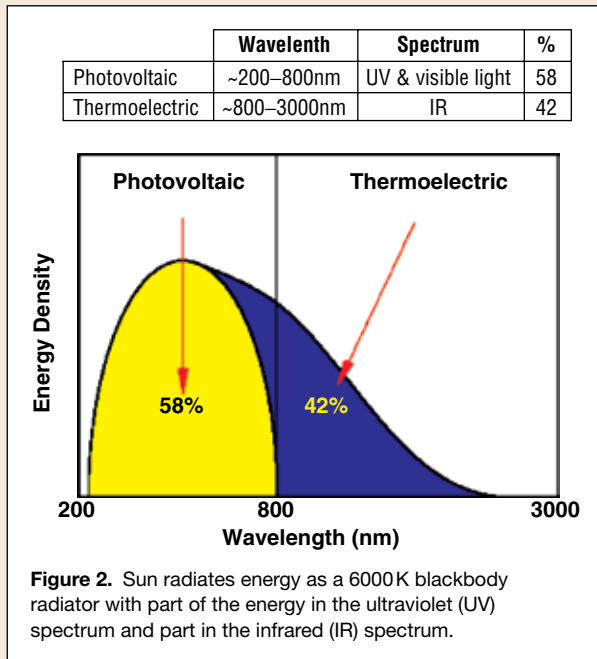 Wavelenth Spectrum %
Photovoltaic ~200–800nm UV & visible light 58
Thermoelectric ~800–3000nm IR 42
Photovoltaic Thermoelectric
Energy Density
58% 42%
200 800 3000
Wavelength (nm)
Figure 2. Sun radiates energy as a 6000K blackbody
radiator with part of the energy in the ultraviolet (UV)
spectrum and part in the infrared (IR) spectrum.